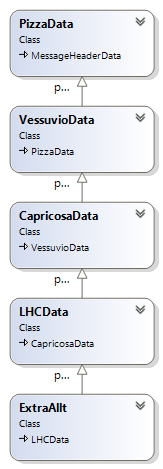 PizzaData
Class
MessageHeaderData
p...
VessuvioData
Class
PizzaData
p...
CapricosaData
Class
VessuvioData
p...
LHCData
Class
CapricosaData
p...
ExtraAllt
Class
LHCData